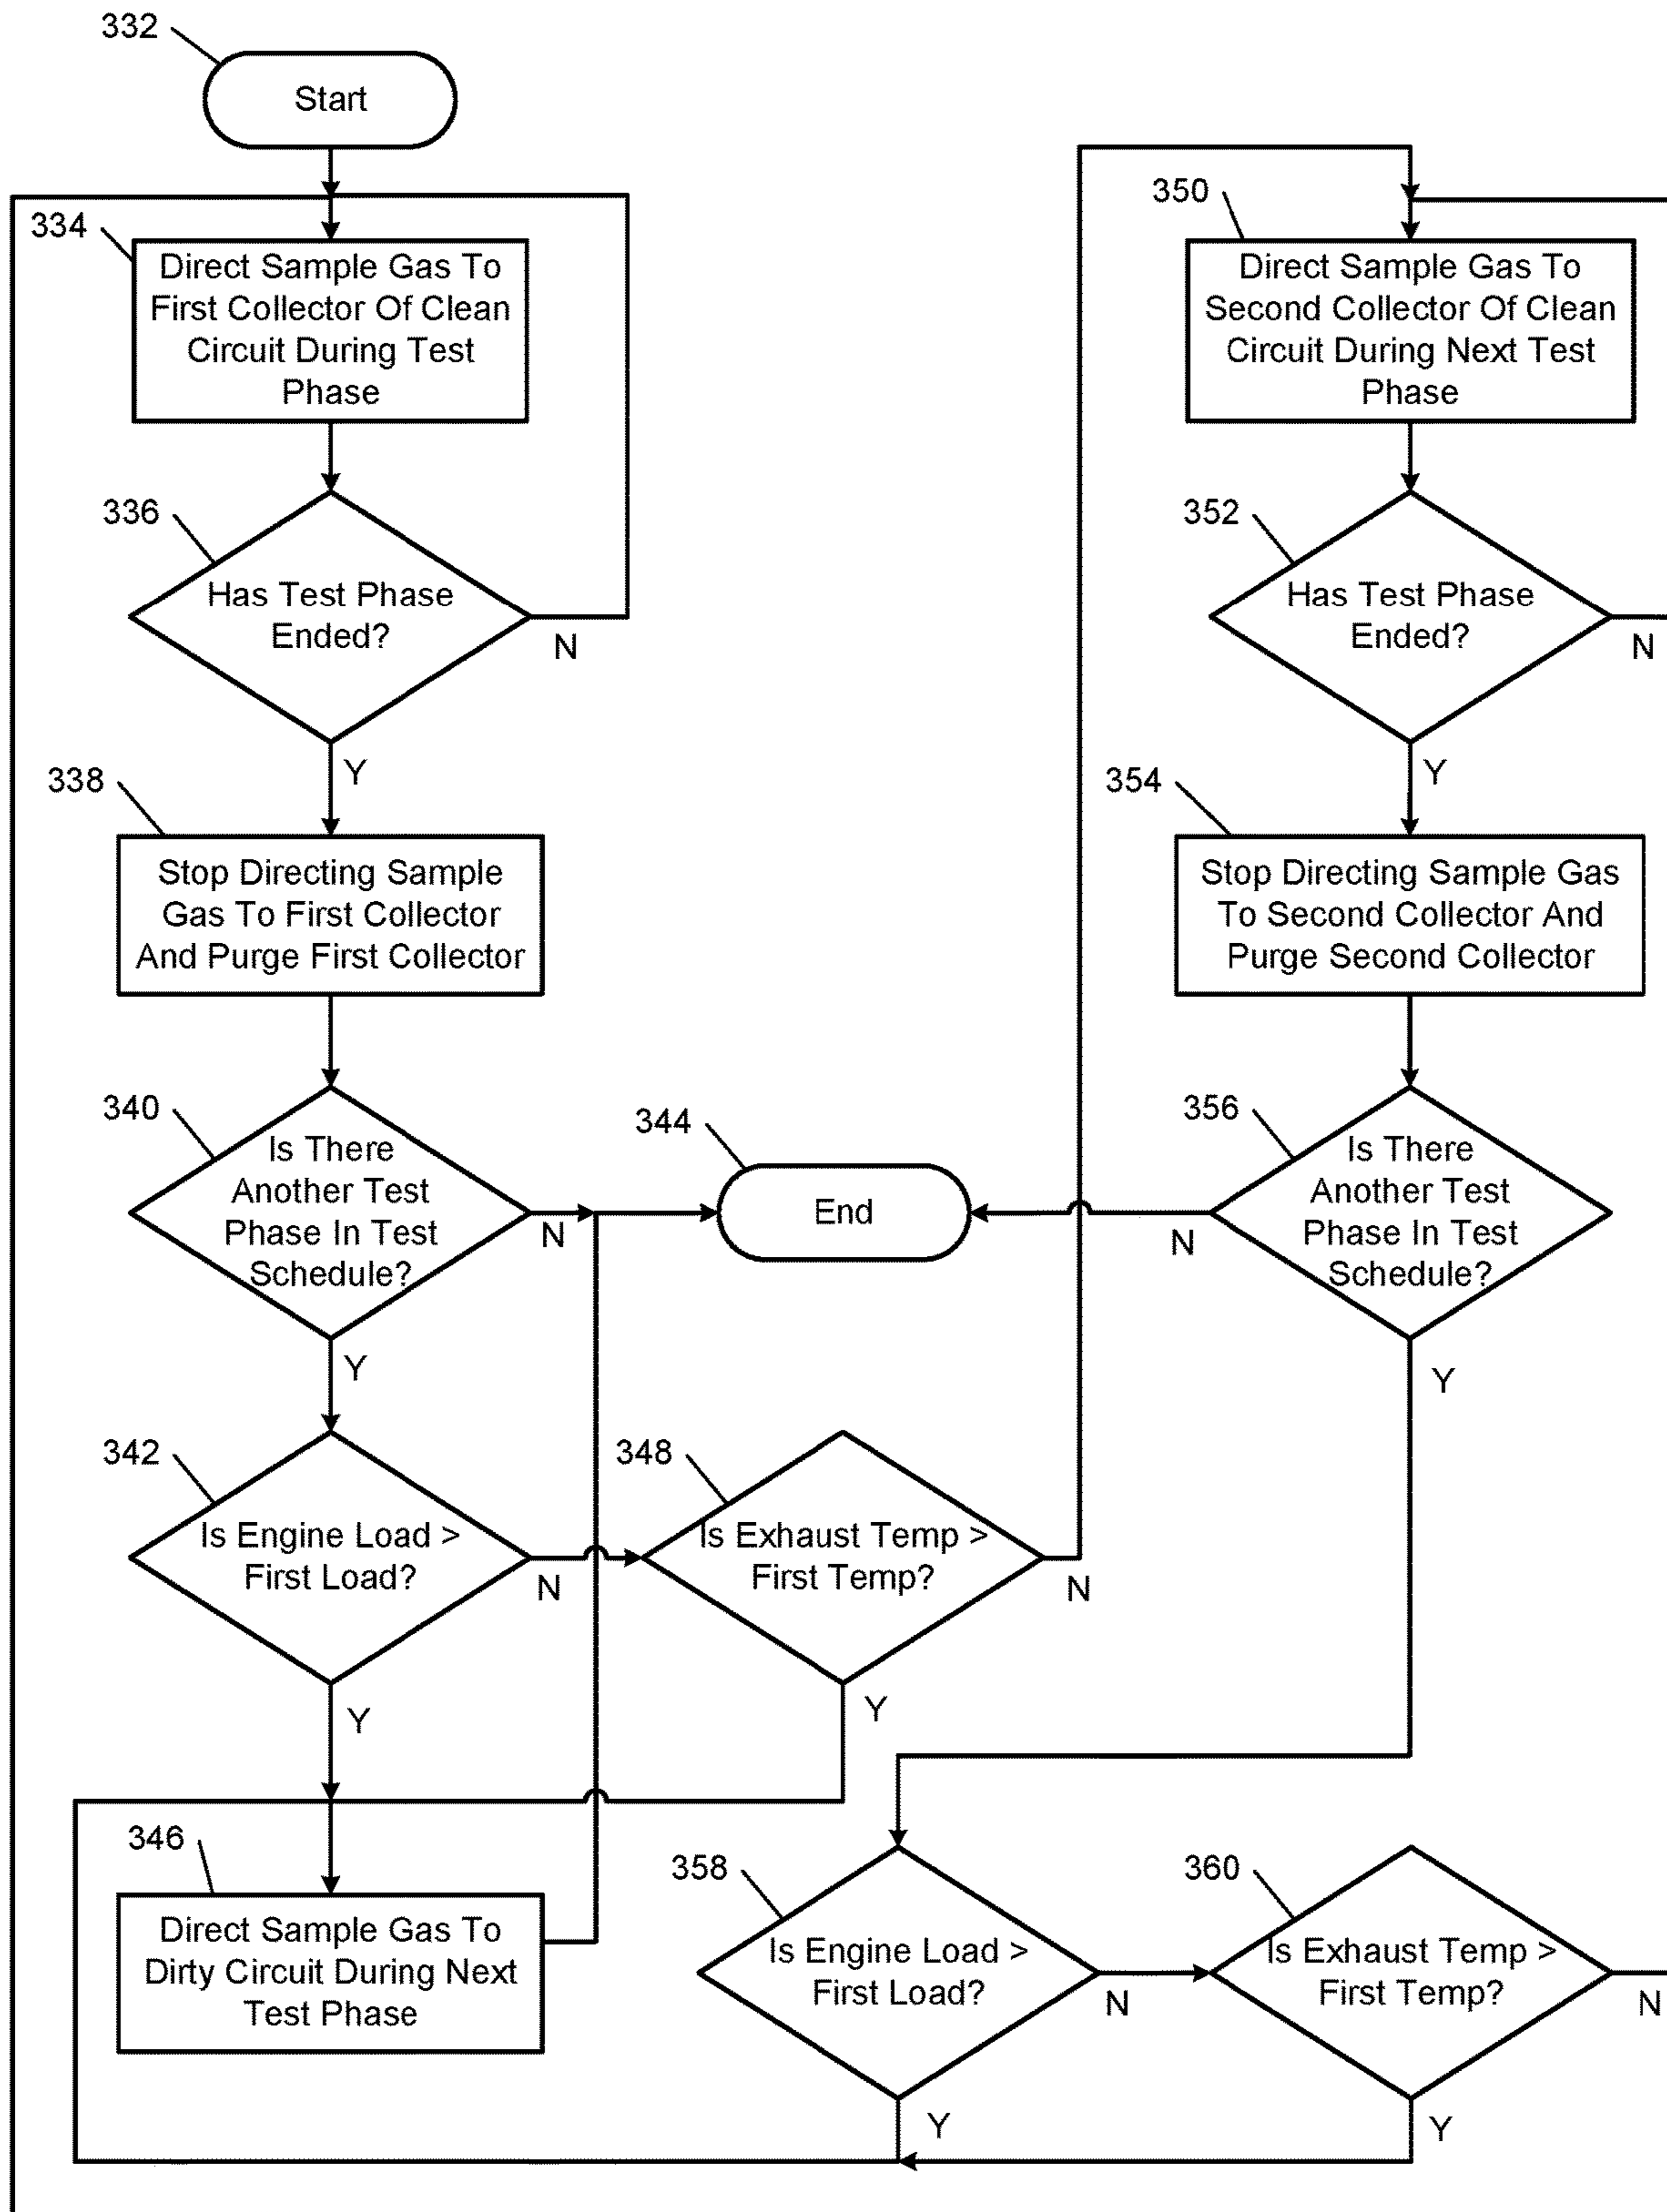 332
Start
334
Direct Sample Gas To
First Collector Of Clean
Circuit During Test
Phase
336
Has Test Phase
Ended?
N
Y
338
Stop Directing Sample
Gas To First Collector
And Purge First Collector
340
Is There
Another Test
Phase In Test
Schedule?
N
Y
344
End
342
Is Engine Load >
First Load?
N
Y
348
Is Exhaust Temp >
First Temp?
N
Y
346
Direct Sample Gas To
Dirty Circuit During Next
Test Phase
350
Direct Sample Gas To
Second Collector Of Clean
Circuit During Next Test
Phase
352
Has Test Phase
Ended?
N
Y
354
Stop Directing Sample Gas
To Second Collector And
Purge Second Collector
356
Is There
Another Test
Phase In Test
Schedule?
N
Y
358
Is Engine Load >
First Load?
N
Y
360
Is Exhaust Temp >
First Temp?
N
Y